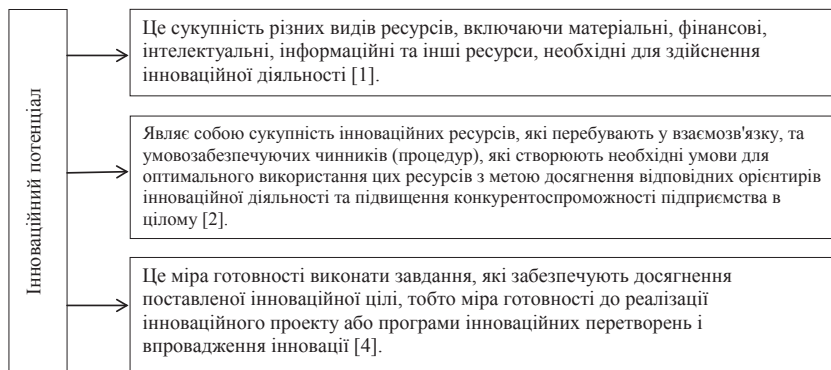 Інноваційний потенціал
Це сукупність різних видів ресурсів, включаючи матеріальні, фінансові,
інтелектуальні, інформаційні та інші ресурси, необхідні для здійснення
інноваційної діяльності [1].
Являє собою сукупність інноваційних ресурсів, які перебувають у взаємозв'язку, та
умовозабезпечуючих чинників (процедур), які створюють необхідні умови для
оптимального використання цих ресурсів з метою досягнення відповідних орієнтирів
інноваційної діяльності та підвищення конкурентоспроможності підприємства в
цілому [2].
Це міра готовності виконати завдання, які забезпечують досягнення
поставленої інноваційної цілі, тобто міра готовності до реалізації
інноваційного проекту або програми інноваційних перетворень і
впровадження інновації [4].